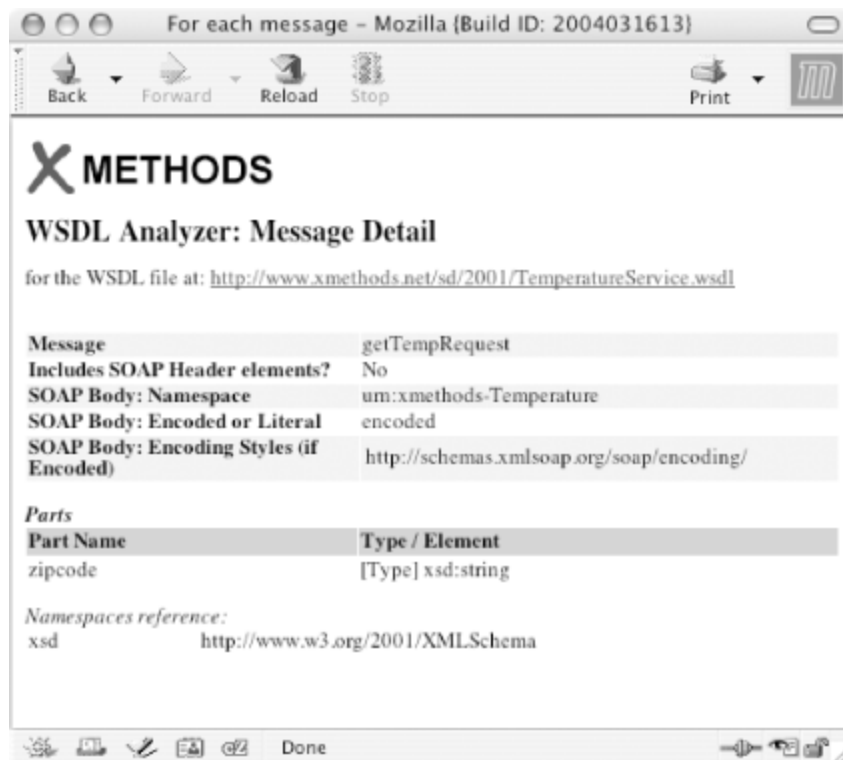 For each message – Mozilla {Build ID: 2004031613}
Back Forward Reload Stop Print
X METHODS
WSDL Analyzer: Message Detail
for the WSDL file at: http://www.xmethods.net/sd/2001/TemperatureService.wsdl
Message getTempRequest
Includes SOAP Header elements? No
SOAP Body: Namespace urn:xmethods-Temperature
SOAP Body: Encoded or Literal encoded
SOAP Body: Encoding Styles (if
Encoded) http://schemas.xmlsoap.org/soap/encoding/
Parts
Part Name Type / Element
zipcode [Type] xsd:string
Namespaces reference:
xsd http://www.w3.org/2001/XMLSchema
Done